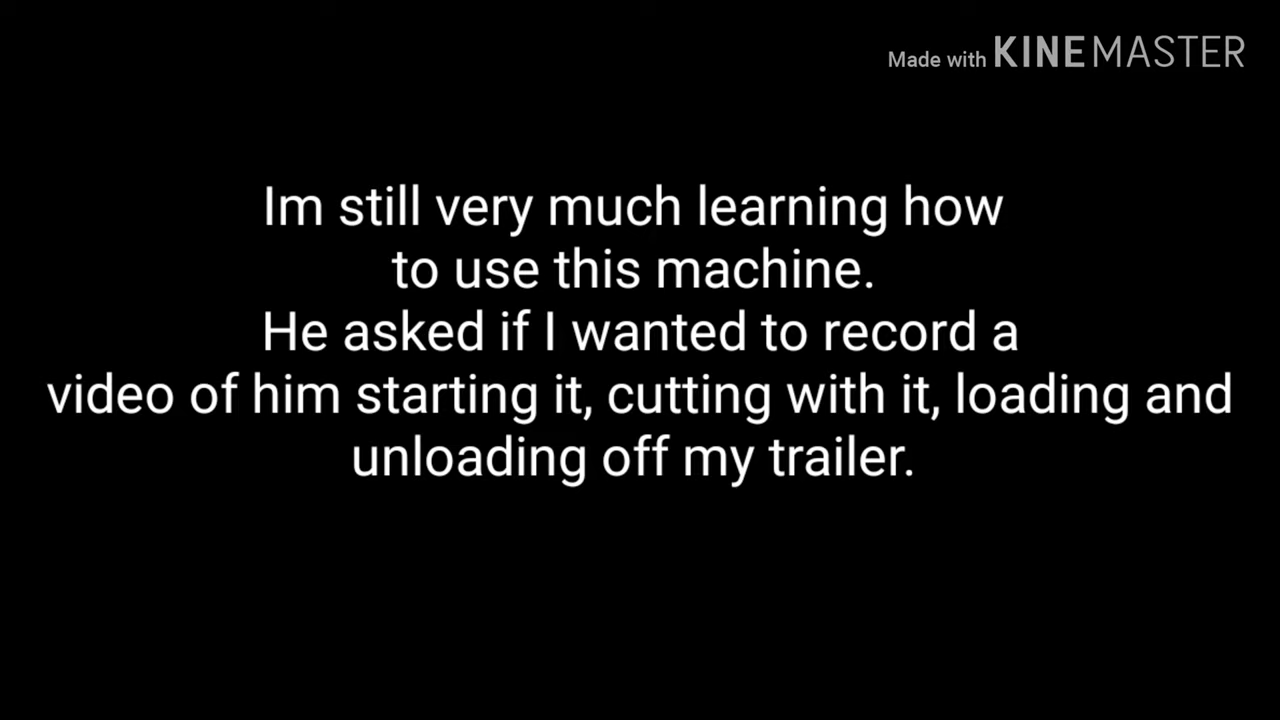 Made with KINEMASTER
Im still very much learning how
to use this machine.
He asked if I wanted to record a
video of him starting it, cutting with it, loading and
unloading off my trailer.